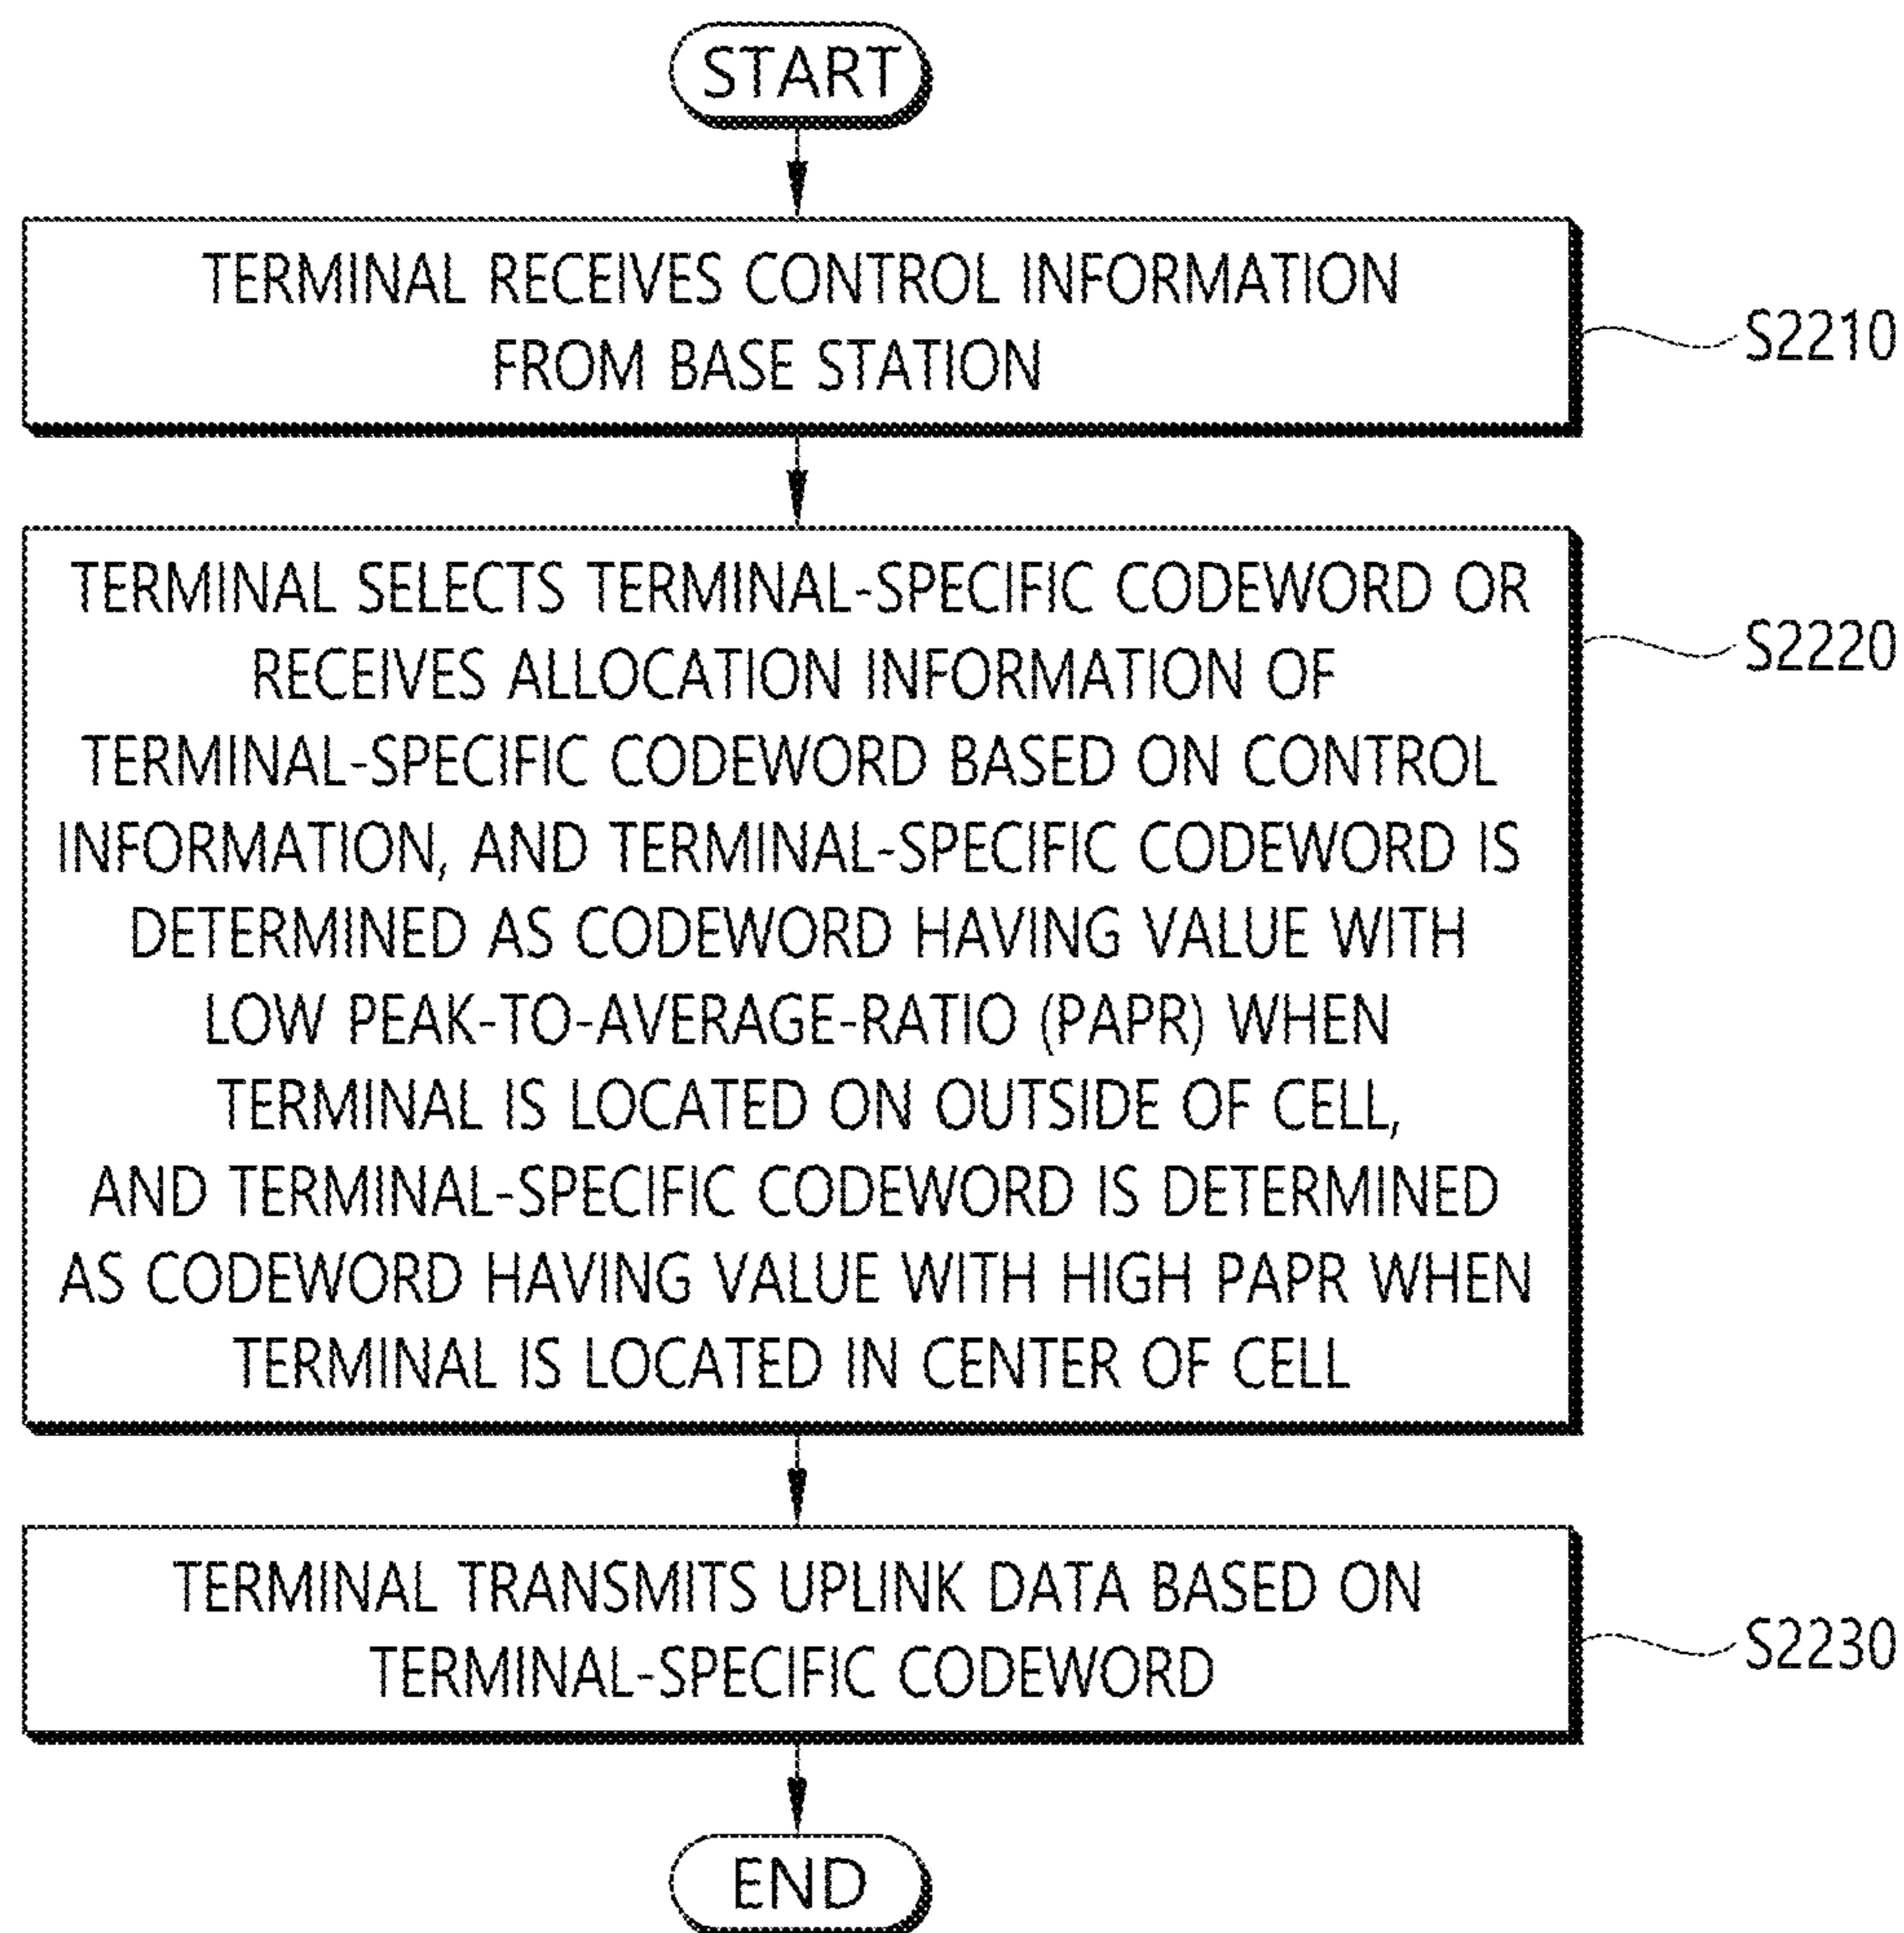 START
TERMINAL RECEIVES CONTROL INFORMATION
FROM BASE STATION
S2210
TERMINAL SELECTS TERMINAL-SPECIFIC CODEWORD OR
RECEIVES ALLOCATION INFORMATION OF
TERMINAL-SPECIFIC CODEWORD BASED ON CONTROL
INFORMATION, AND TERMINAL-SPECIFIC CODEWORD IS
DETERMINED AS CODEWORD HAVING VALUE WITH
LOW PEAK-TO-AVERAGE-RATIO (PAPR) WHEN
TERMINAL IS LOCATED ON OUTSIDE OF CELL,
AND TERMINAL-SPECIFIC CODEWORD IS DETERMINED
AS CODEWORD HAVING VALUE WITH HIGH PAPR WHEN
TERMINAL IS LOCATED IN CENTER OF CELL
S2220
TERMINAL TRANSMITS UPLINK DATA BASED ON
TERMINAL-SPECIFIC CODEWORD
S2230
END